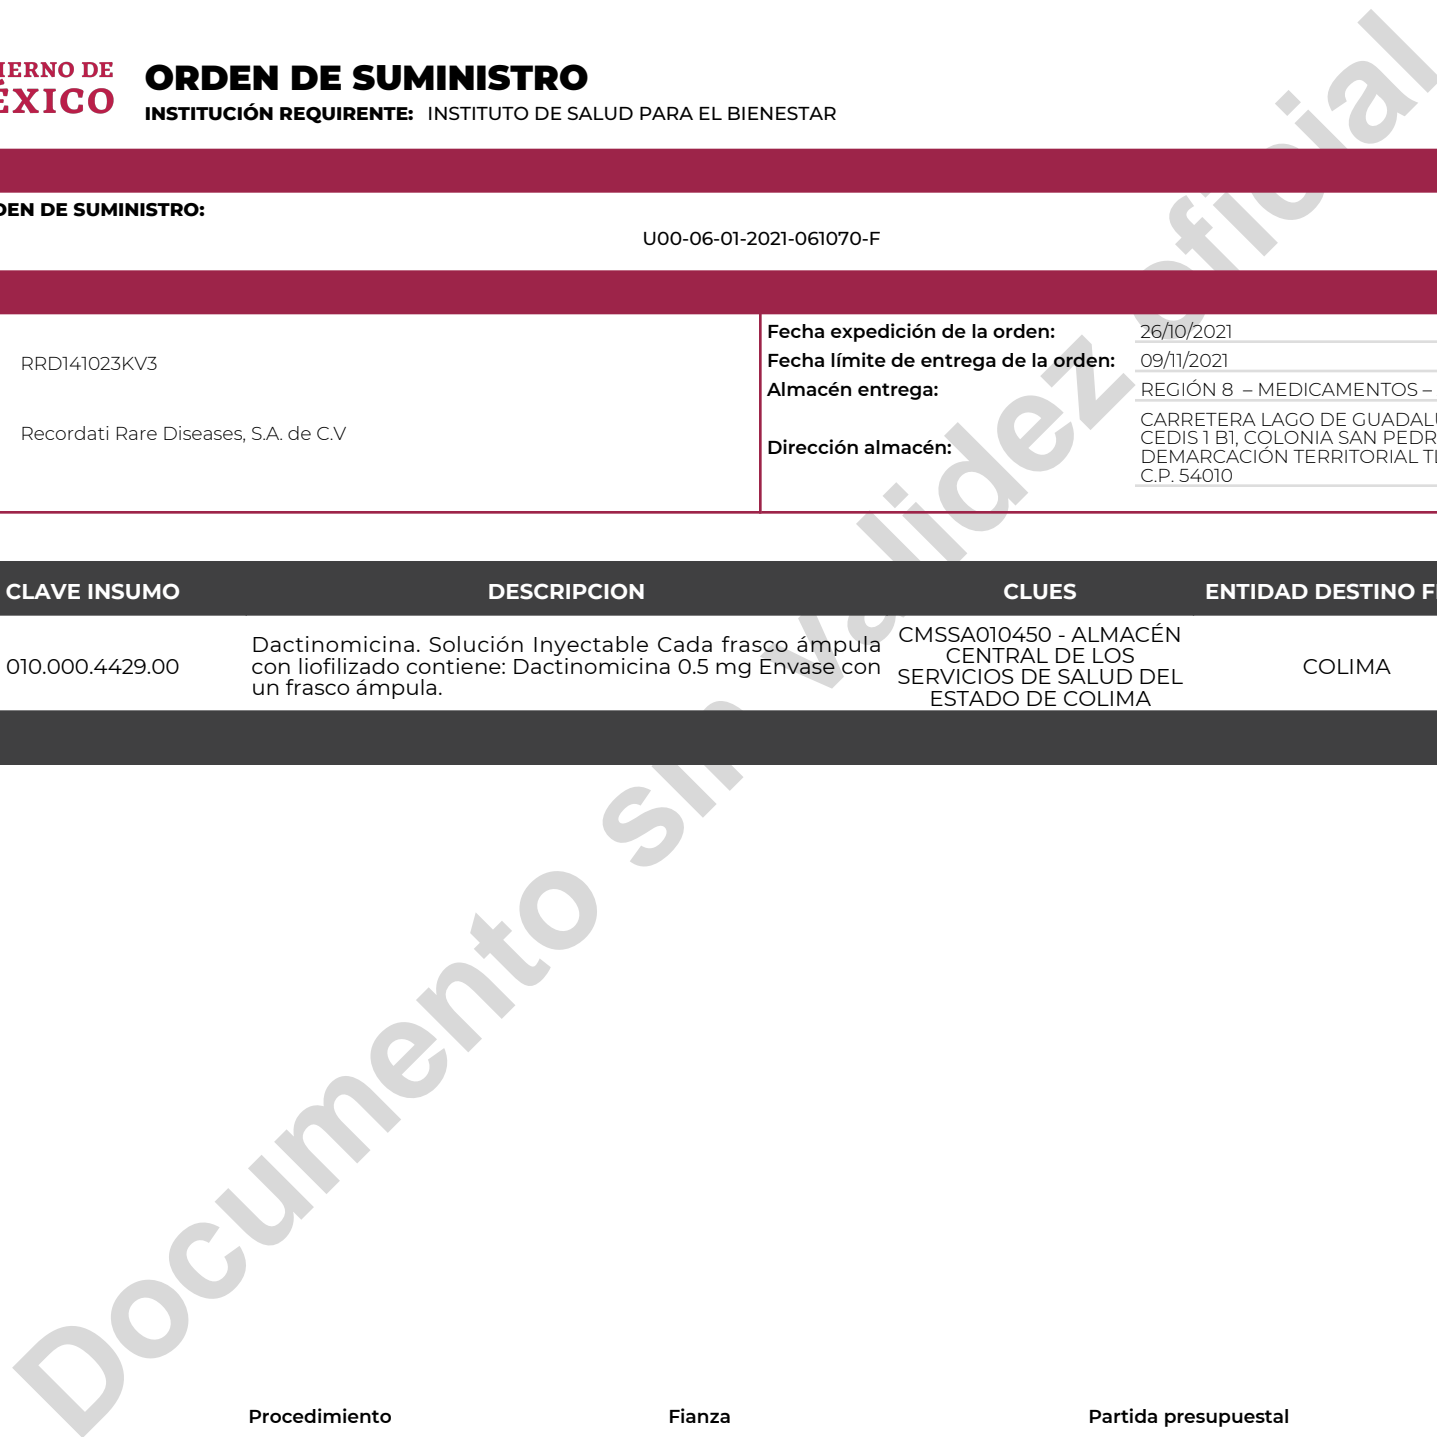 IERNO DE
ÉXICO
ORDEN DE SUMINISTRO
INSTITUCIÓN REQUIRENTE: INSTITUTO DE SALUD PARA EL BIENESTAR
DEN DE SUMINISTRO:
U00-06-01-2021-061070-F
RRD141023KV3
Recordati Rare Diseases, S.A. de C.V
Fecha expedición de la orden: 26/10/2021
Fecha límite de entrega de la orden: 09/11/2021
Almacén entrega: REGIÓN 8 – MEDICAMENTOS –
Dirección almacén:
CARRETERA LAGO DE GUADALU
CEDIS 1 B1, COLONIA SAN PEDR
DEMARCACIÓN TERRITORIAL TL
C.P. 54010
CLAVE INSUMO DESCRIPCION CLUES ENTIDAD DESTINO FI
010.000.4429.00
Dactinomicina. Solución Inyectable Cada frasco ámpula
con liofilizado contiene: Dactinomicina 0.5 mg Envase con
un frasco ámpula.
CMSSA010450 - ALMACÉN
CENTRAL DE LOS
SERVICIOS DE SALUD DEL
ESTADO DE COLIMA
COLIMA
Documento sin validez oficial
Procedimiento Fianza Partida presupuestal